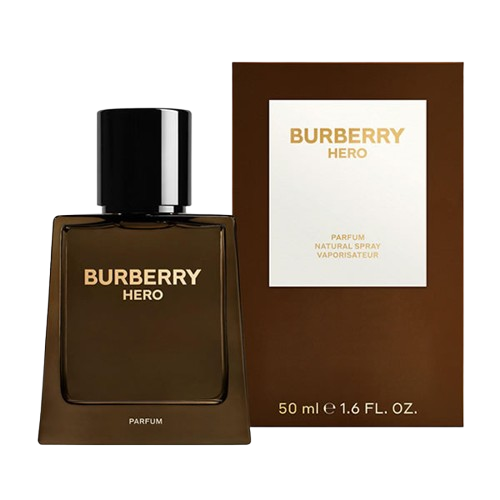 BURBERRY
HERO
PARFUM
BURBERRY
HERO
PARFUM
NATURAL SPRAY
VAPORISATEUR
50 ml ℮ 1.6 FL. OZ.